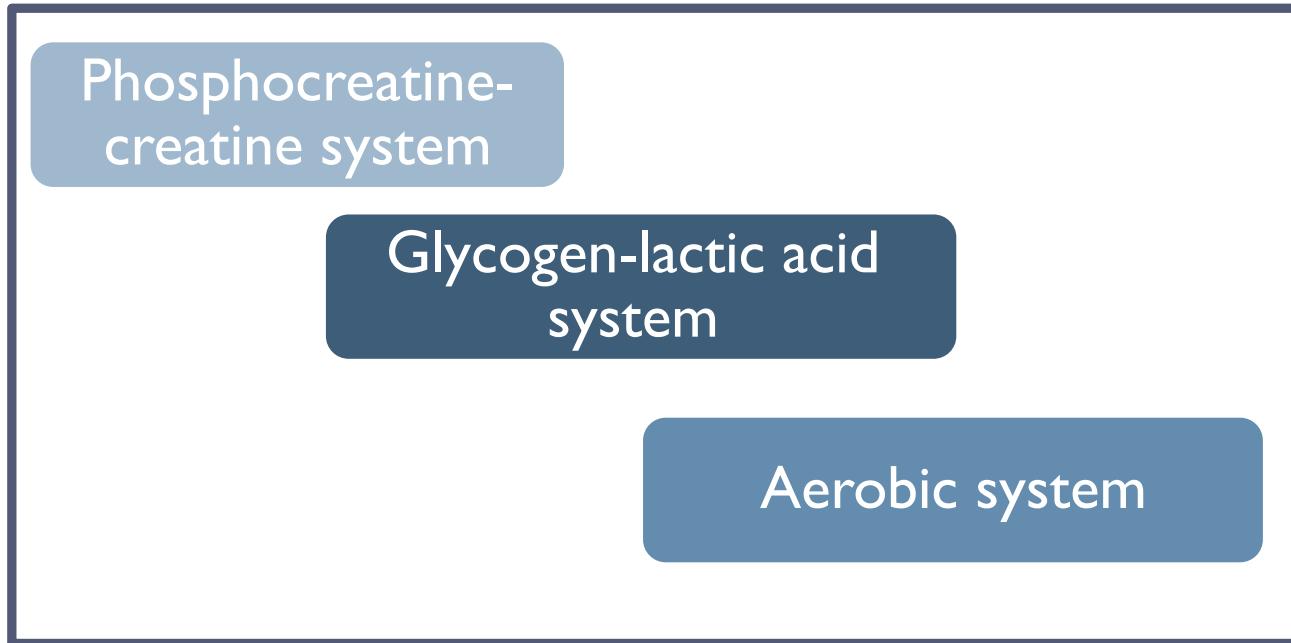 Phosphocreatine-
creatine system
Glycogen-lactic acid
system
Aerobic system